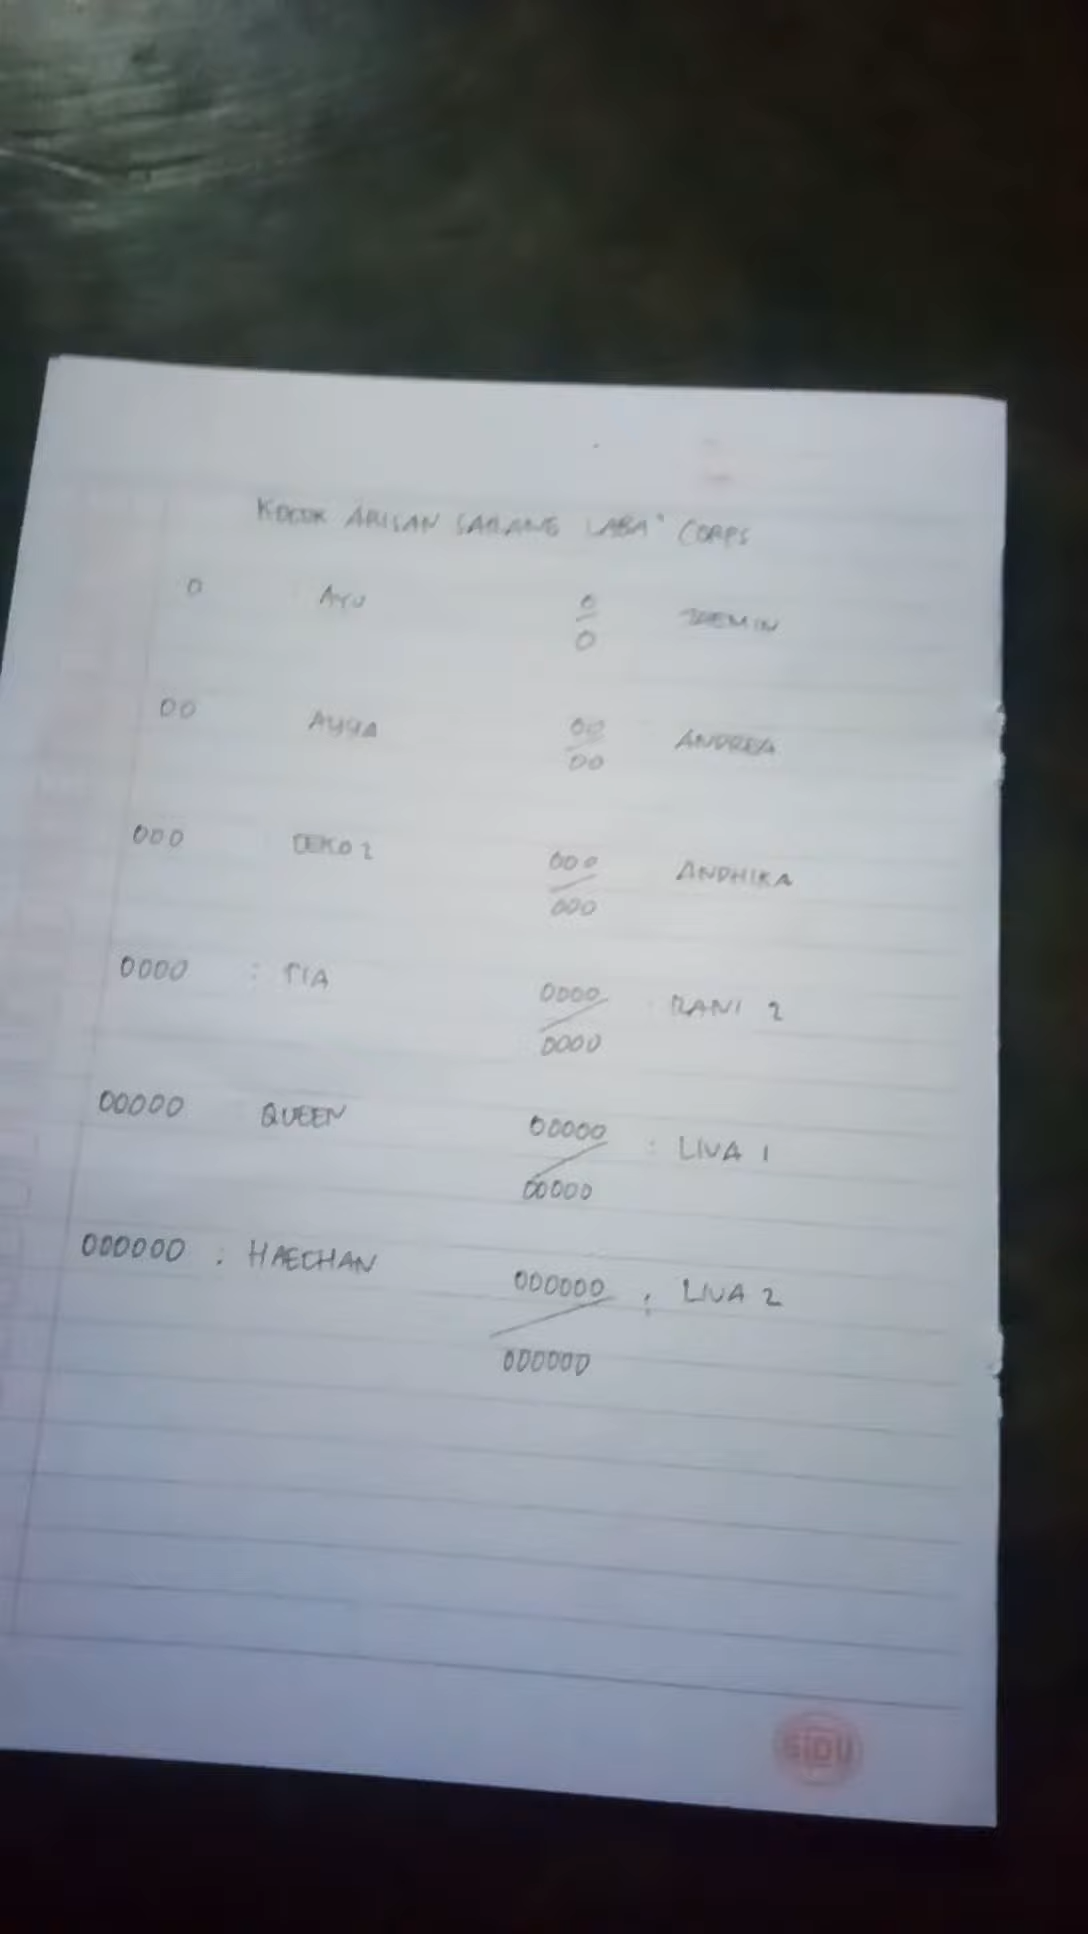 KOCOK ARISAN SARANG LABA" CORPS
0 : AYU
0/0 JAEMIN
00 AYYA
00/00 ANDREA
000 DEKO 2
000/000 ANDHIKA
0000 : TIA
0000/0000 RANI 2
00000 QUEEN
00000/00000 : LIVA 1
000000 : HAECHAN
000000/000000 : LIVA 2
SIDU